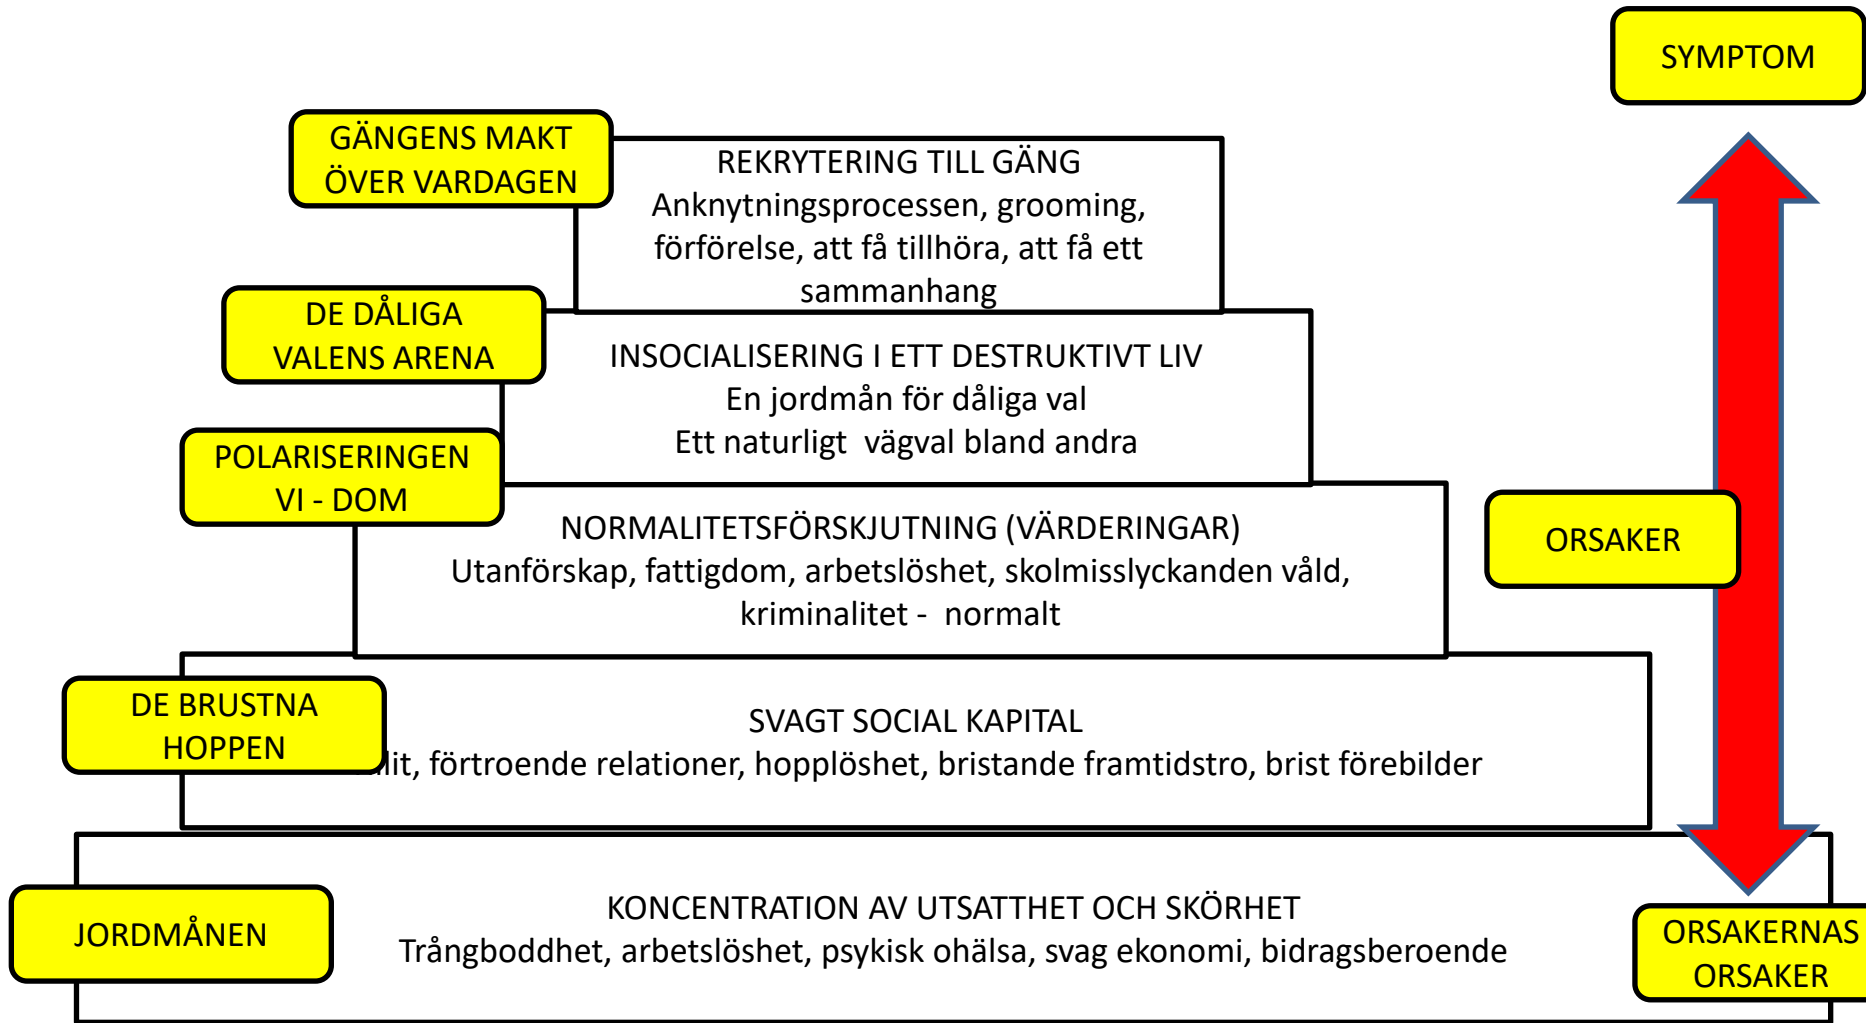 SYMPTOM
GÄNGENS MAKT
ÖVER VARDAGEN
REKRYTERING TILL GÄNG
Anknytningsprocessen, grooming,
förförelse, att få tillhöra, att få ett
sammanhang
DE DÅLIGA
VALENS ARENA
INSOCIALISERING I ETT DESTRUKTIVT LIV
En jordmån för dåliga val
Ett naturligt  vägval bland andra
POLARISERINGEN
VI - DOM
NORMALITETSFÖRSKJUTNING (VÄRDERINGAR)
Utanförskap, fattigdom, arbetslöshet, skolmisslyckanden våld,
kriminalitet -  normalt
ORSAKER
DE BRUSTNA
HOPPEN
SVAGT SOCIAL KAPITAL
förtroende relationer, hopplöshet, bristande framtidstro, brist förebilder
JORDMÅNEN
KONCENTRATION AV UTSATTHET OCH SKÖRHET
Trångboddhet, arbetslöshet, psykisk ohälsa, svag ekonomi, bidragsberoende
ORSAKERNAS
ORSAKER